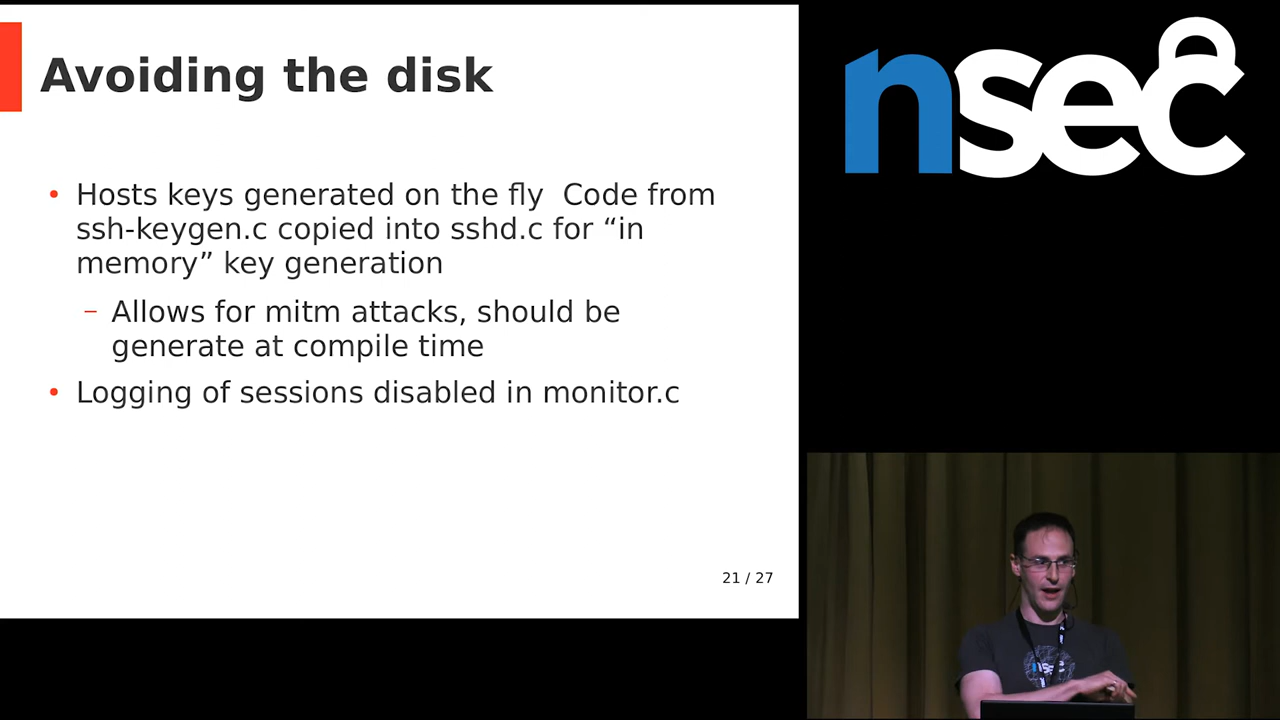 Avoiding the disk
• Hosts keys generated on the fly  Code from
ssh-keygen.c copied into sshd.c for “in
memory” key generation
– Allows for mitm attacks, should be
generate at compile time
• Logging of sessions disabled in monitor.c
21 / 27
nsec
nsec